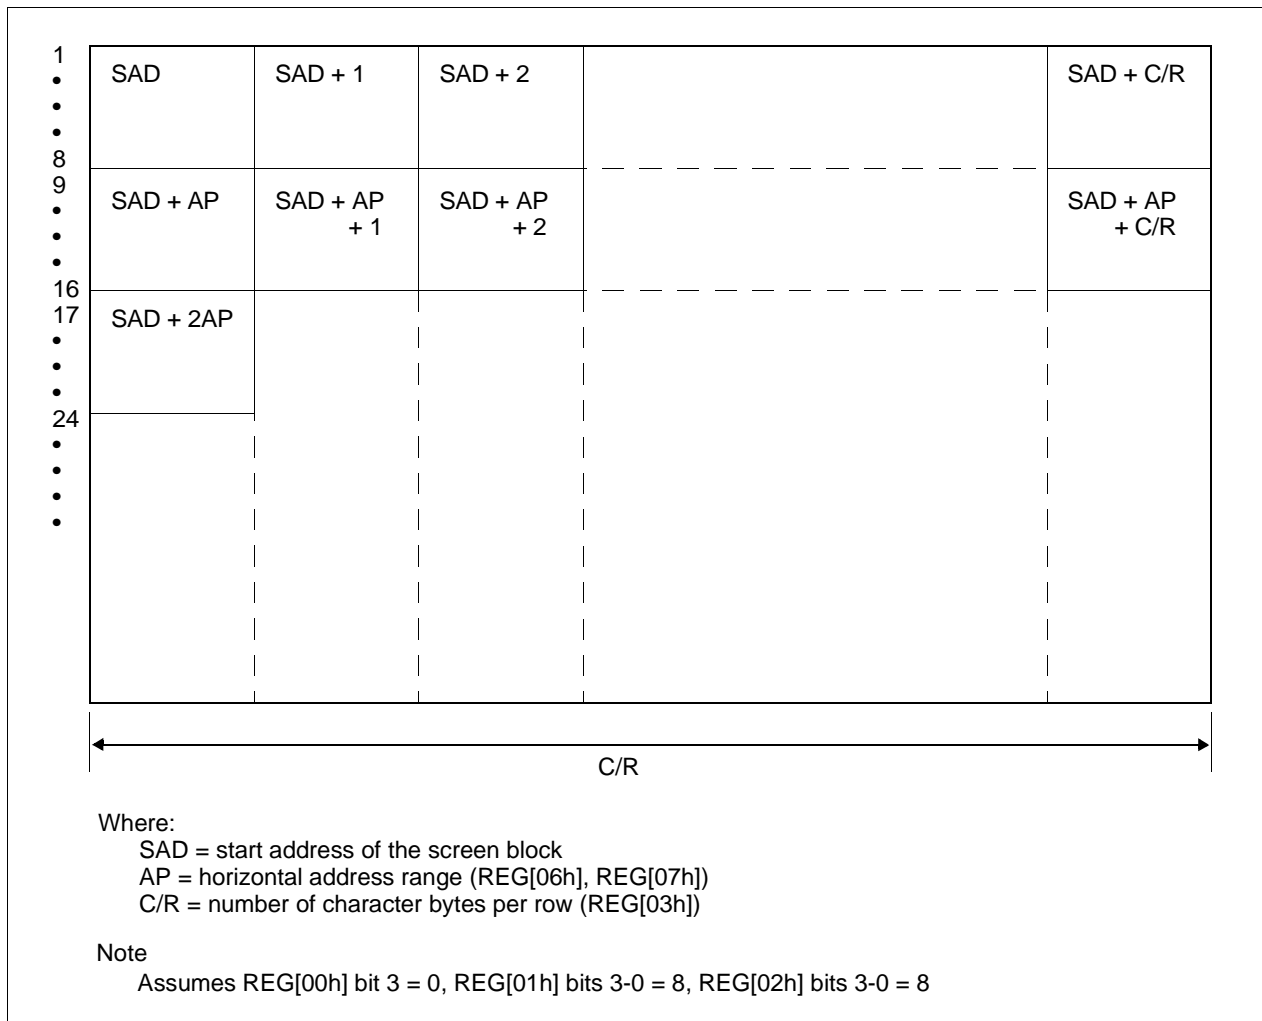 1
SAD SAD + 1 SAD + 2 SAD + C/R
•
•
•
8
9
SAD + AP SAD + AP SAD + AP SAD + AP
+ 1 + 2 + C/R
•
•
•
16
17
SAD + 2AP
•
•
•
24
•
•
•
•
C/R
Where:
SAD = start address of the screen block
AP = horizontal address range (REG[06h], REG[07h])
C/R = number of character bytes per row (REG[03h])
Note
Assumes REG[00h] bit 3 = 0, REG[01h] bits 3-0 = 8, REG[02h] bits 3-0 = 8